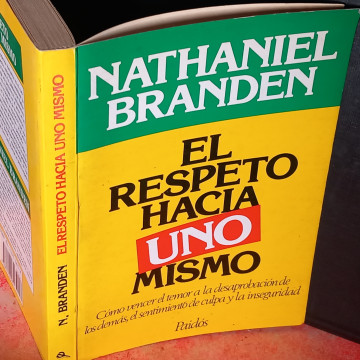 NATHANIEL
BRANDEN
EL
RESPETO
HACIA
UNO
MISMO
Cómo vencer el temor a la desaprobación de
los demás, el sentimiento de culpa y la inseguridad
Paidós
N. BRANDEN EL RESPETO HACIA UNO MISMO